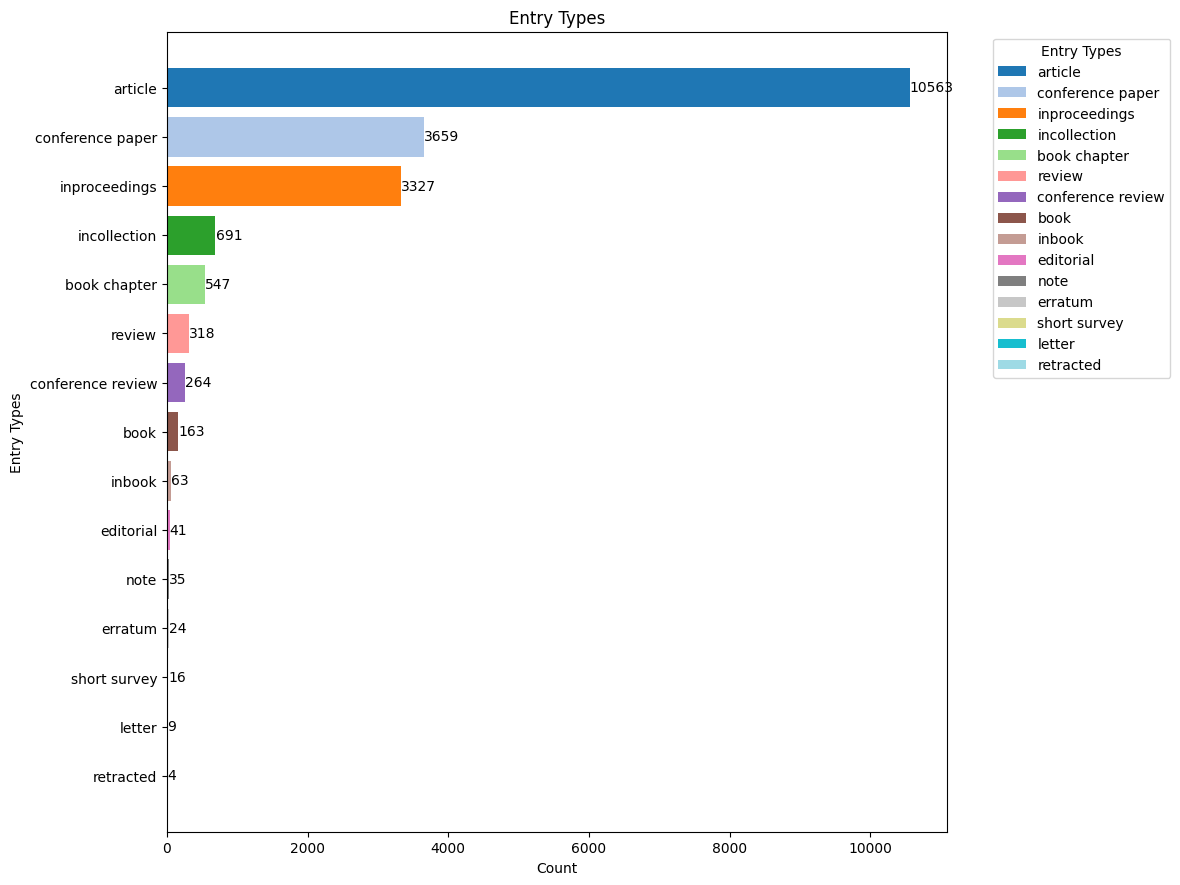 Entry Types
article
10563
conference paper
3659
inproceedings
3327
incollection
691
book chapter
547
review
318
conference review
264
book
163
inbook
63
editorial
41
note
35
erratum
24
short survey
16
letter
9
retracted
4
Entry Types
0 2000 4000 6000 8000 10000
Count
Entry Types
article
conference paper
inproceedings
incollection
book chapter
review
conference review
book
inbook
editorial
note
erratum
short survey
letter
retracted